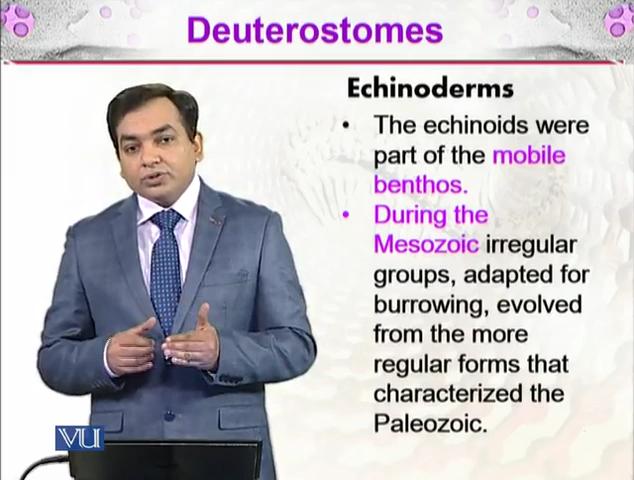 Deuterostomes
Echinoderms
• The echinoids were
part of the mobile
benthos.
• During the
Mesozoic irregular
groups, adapted for
burrowing, evolved
from the more
regular forms that
characterized the
Paleozoic.
VU